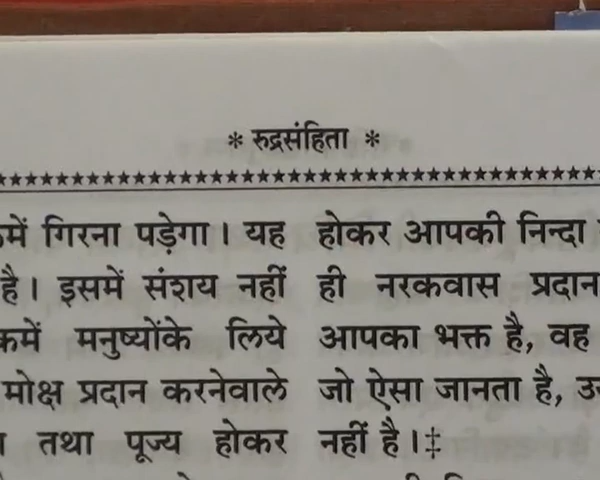 * रुद्रसंहिता *
गिरना पड़ेगा। यह
है। इसमें संशय नहीं
मनुष्योंके लिये
मोक्ष प्रदान करनेवाले
तथा पूज्य होकर
होकर आपकी निन्दा
ही नरकवास प्रदान
आपका भक्त है, वह
जो ऐसा जानता है,
नहीं है।‡